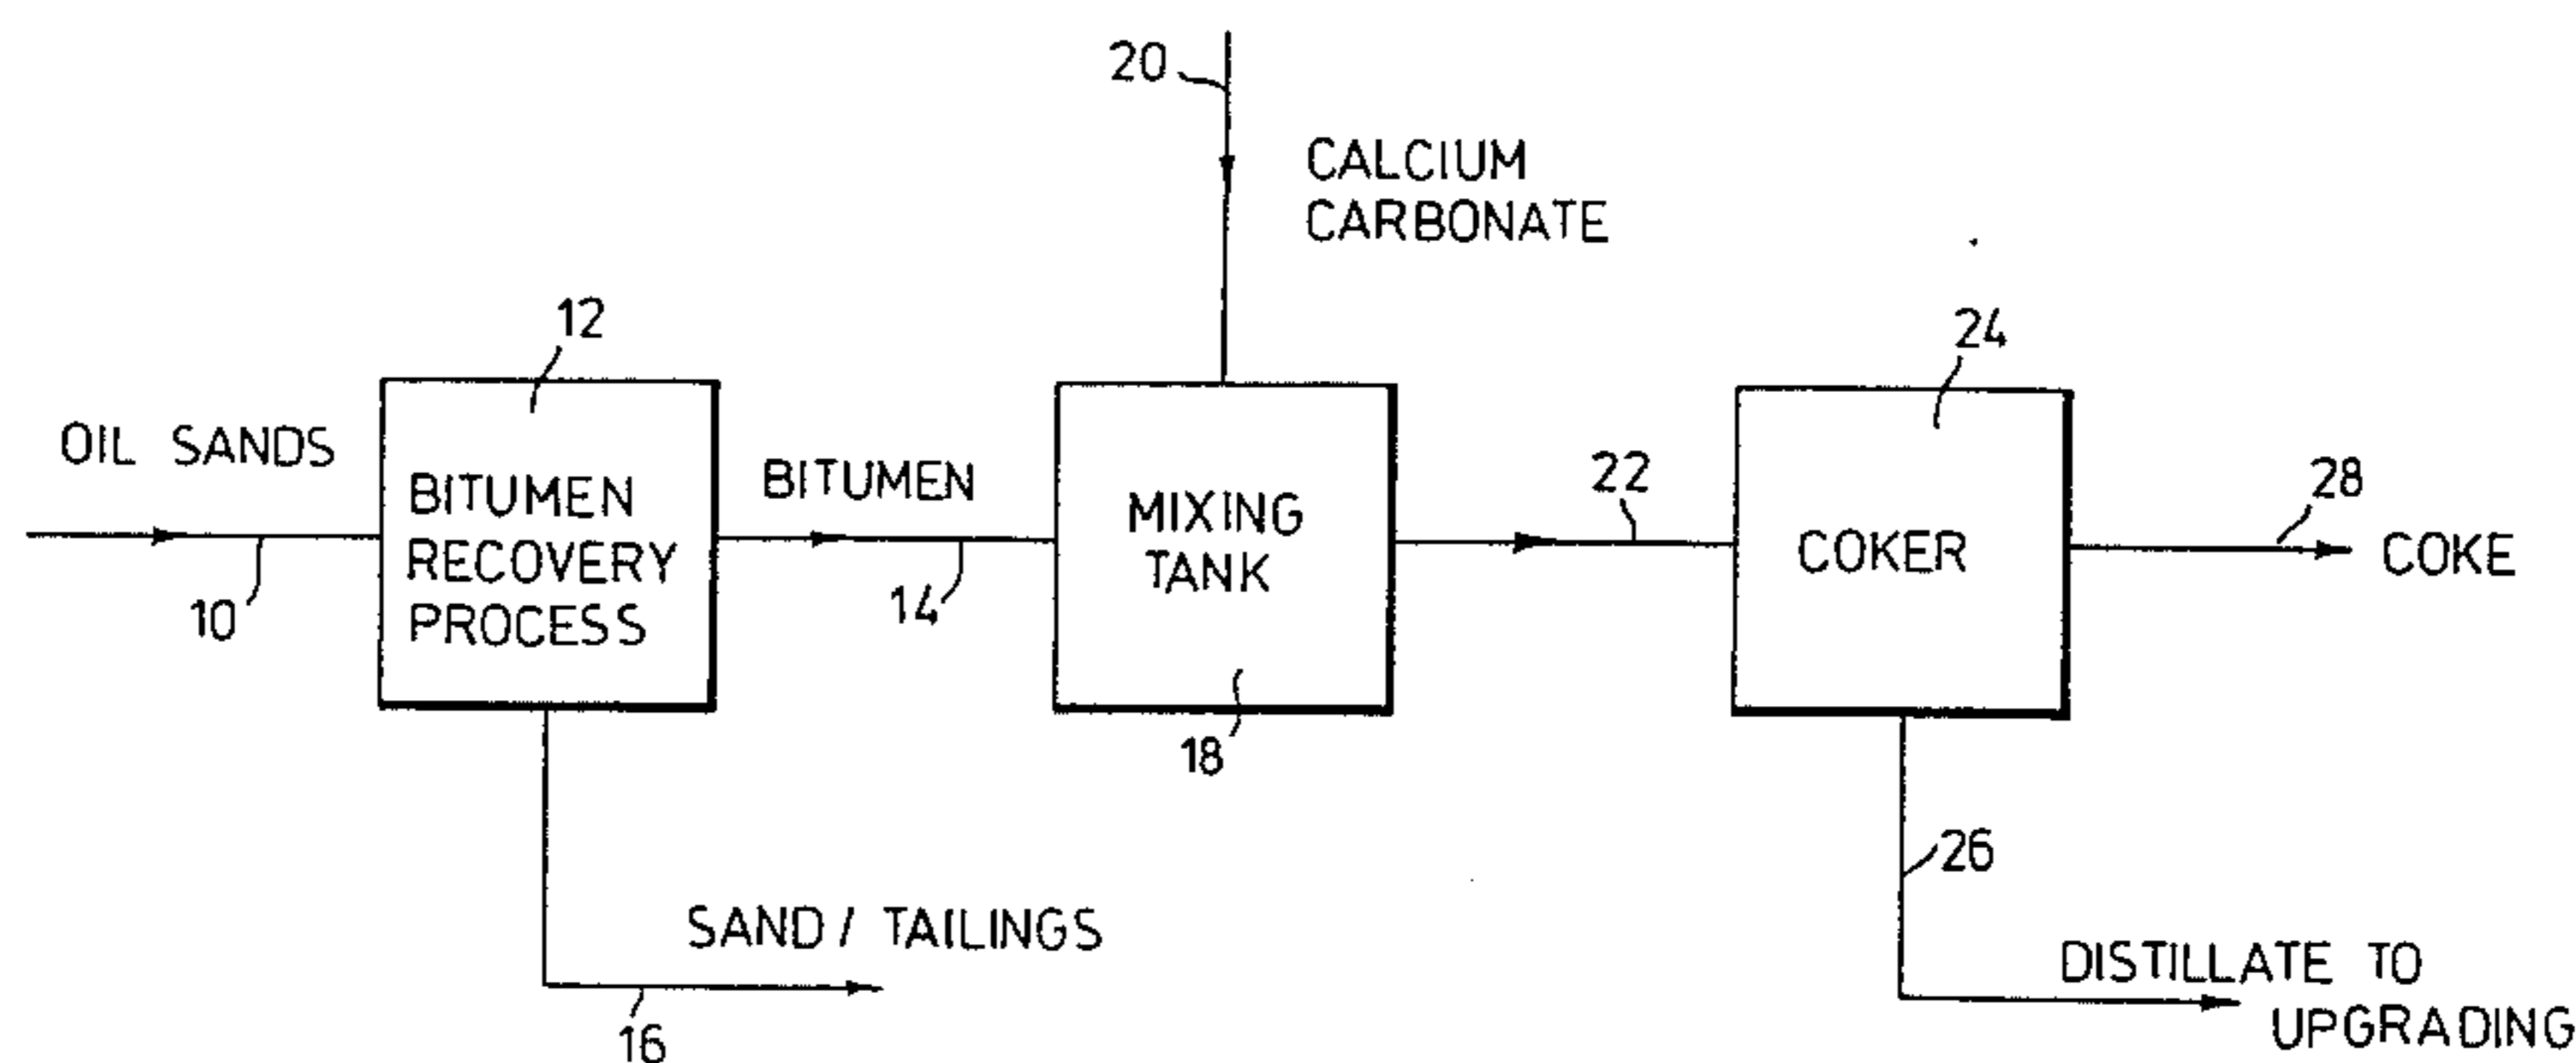 20
CALCIUM
CARBONATE
12
24
OIL SANDS
BITUMEN
RECOVERY
PROCESS
BITUMEN
MIXING
TANK
22
COKER
28
COKE
10
14
18
26
SAND / TAILINGS
16
DISTILLATE TO
UPGRADING